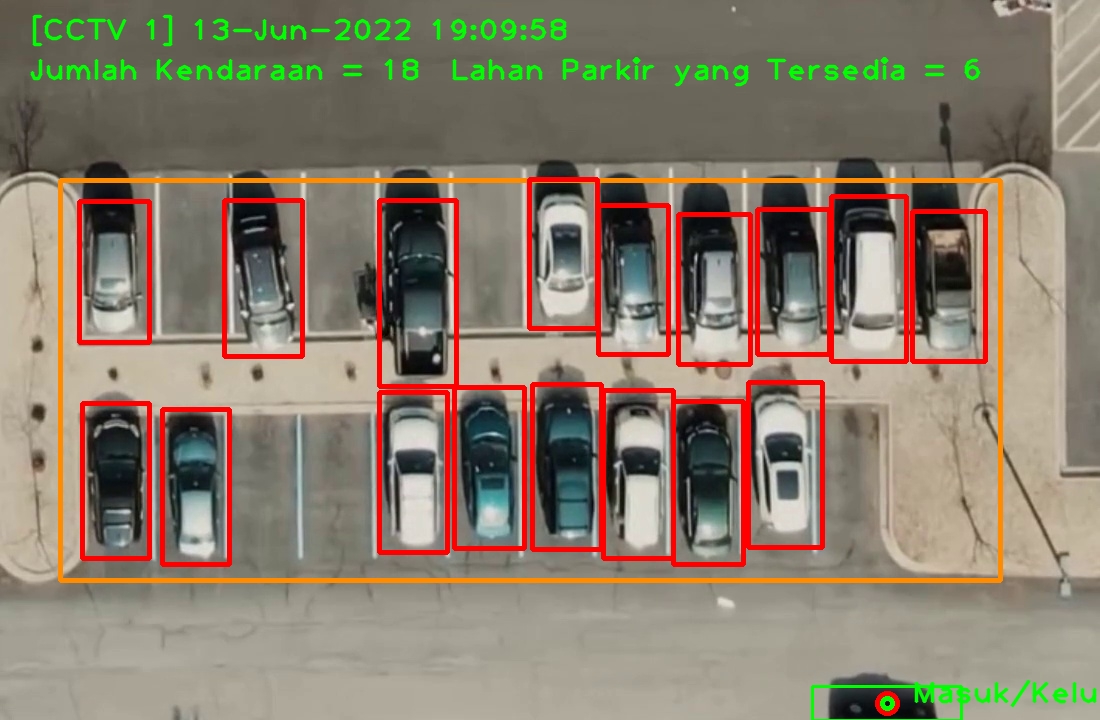 [CCTV 1] 13-Jun-2022 19:09:58
Jumlah Kendaraan = 18 Lahan Parkir yang Tersedia = 6
Masuk/Kelu